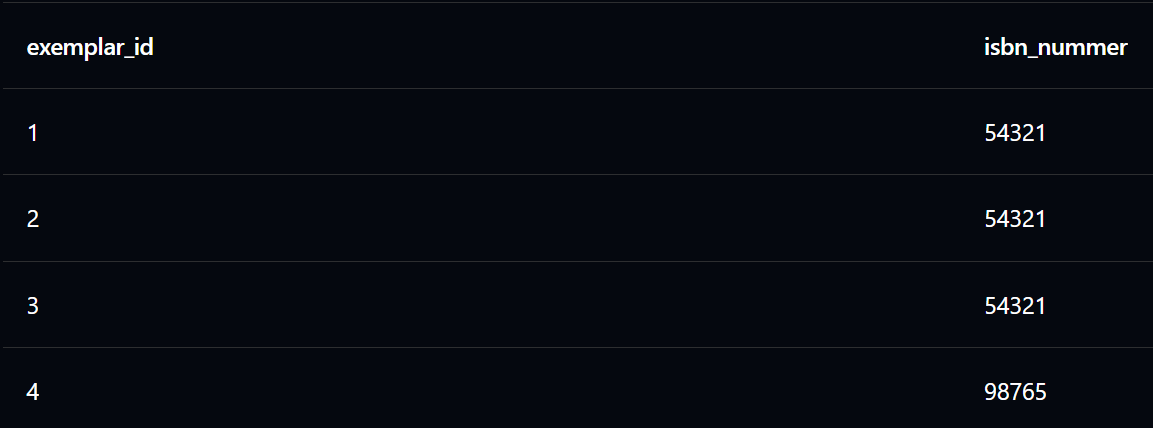 exemplar_id isbn_nummer
1 54321
2 54321
3 54321
4 98765